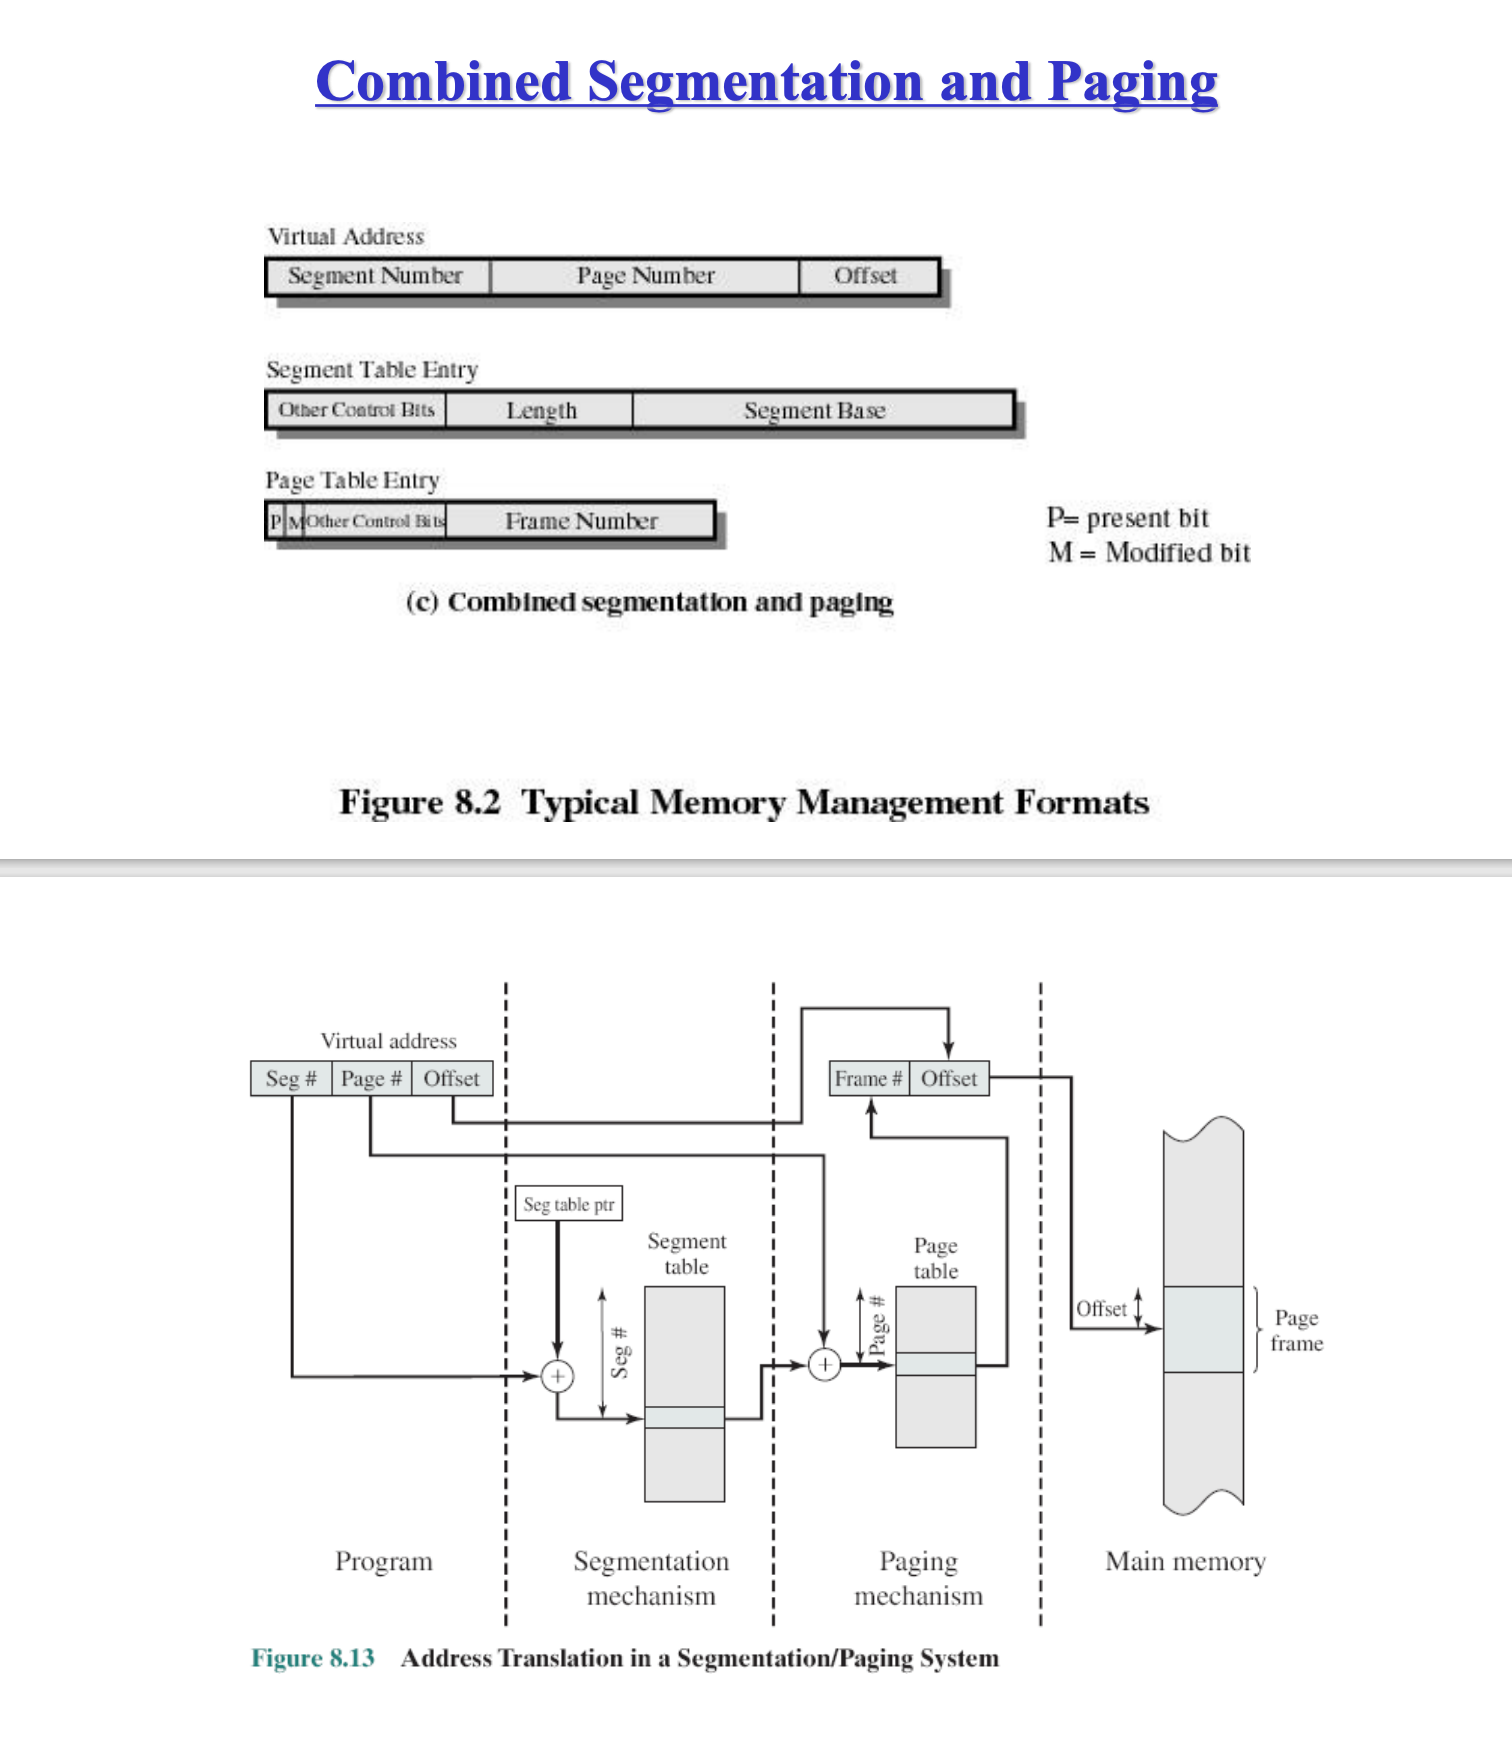 Combined Segmentation and Paging
Virtual Address
Segment Number Page Number Offset
Segment Table Entry
Other Control Bits Length Segment Base
Page Table Entry
P M Other Control Bits Frame Number
P= present bit
M = Modified bit
(c) Combined segmentation and paging
Figure 8.2 Typical Memory Management Formats
Virtual address
Seg # Page # Offset
Frame # Offset
Seg table ptr
Segment
table
Page
table
Seg #
+
Page #
+
Offset
Page
frame
Program
Segmentation
mechanism
Paging
mechanism
Main memory
Figure 8.13 Address Translation in a Segmentation/Paging System